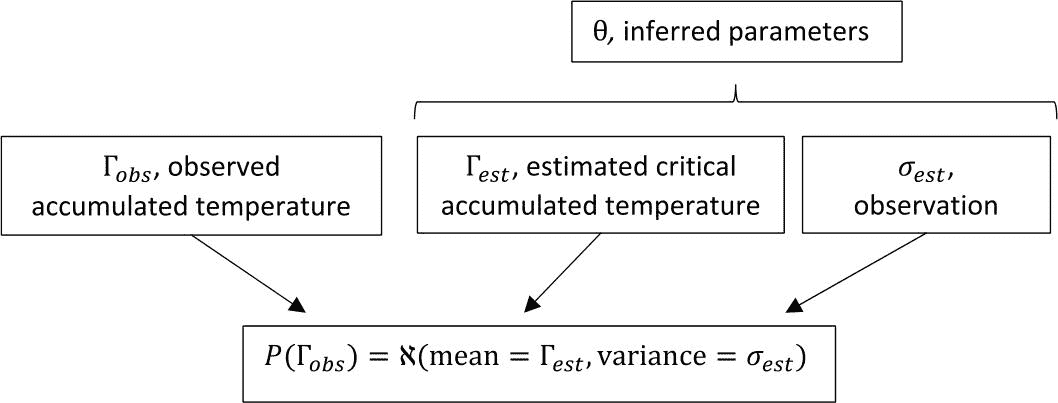 θ, inferred parameters
Γ_obs, observed
accumulated temperature
Γ_est, estimated critical
accumulated temperature
σ_est,
observation
P(Γ_obs) = ℵ(mean = Γ_est, variance = σ_est)